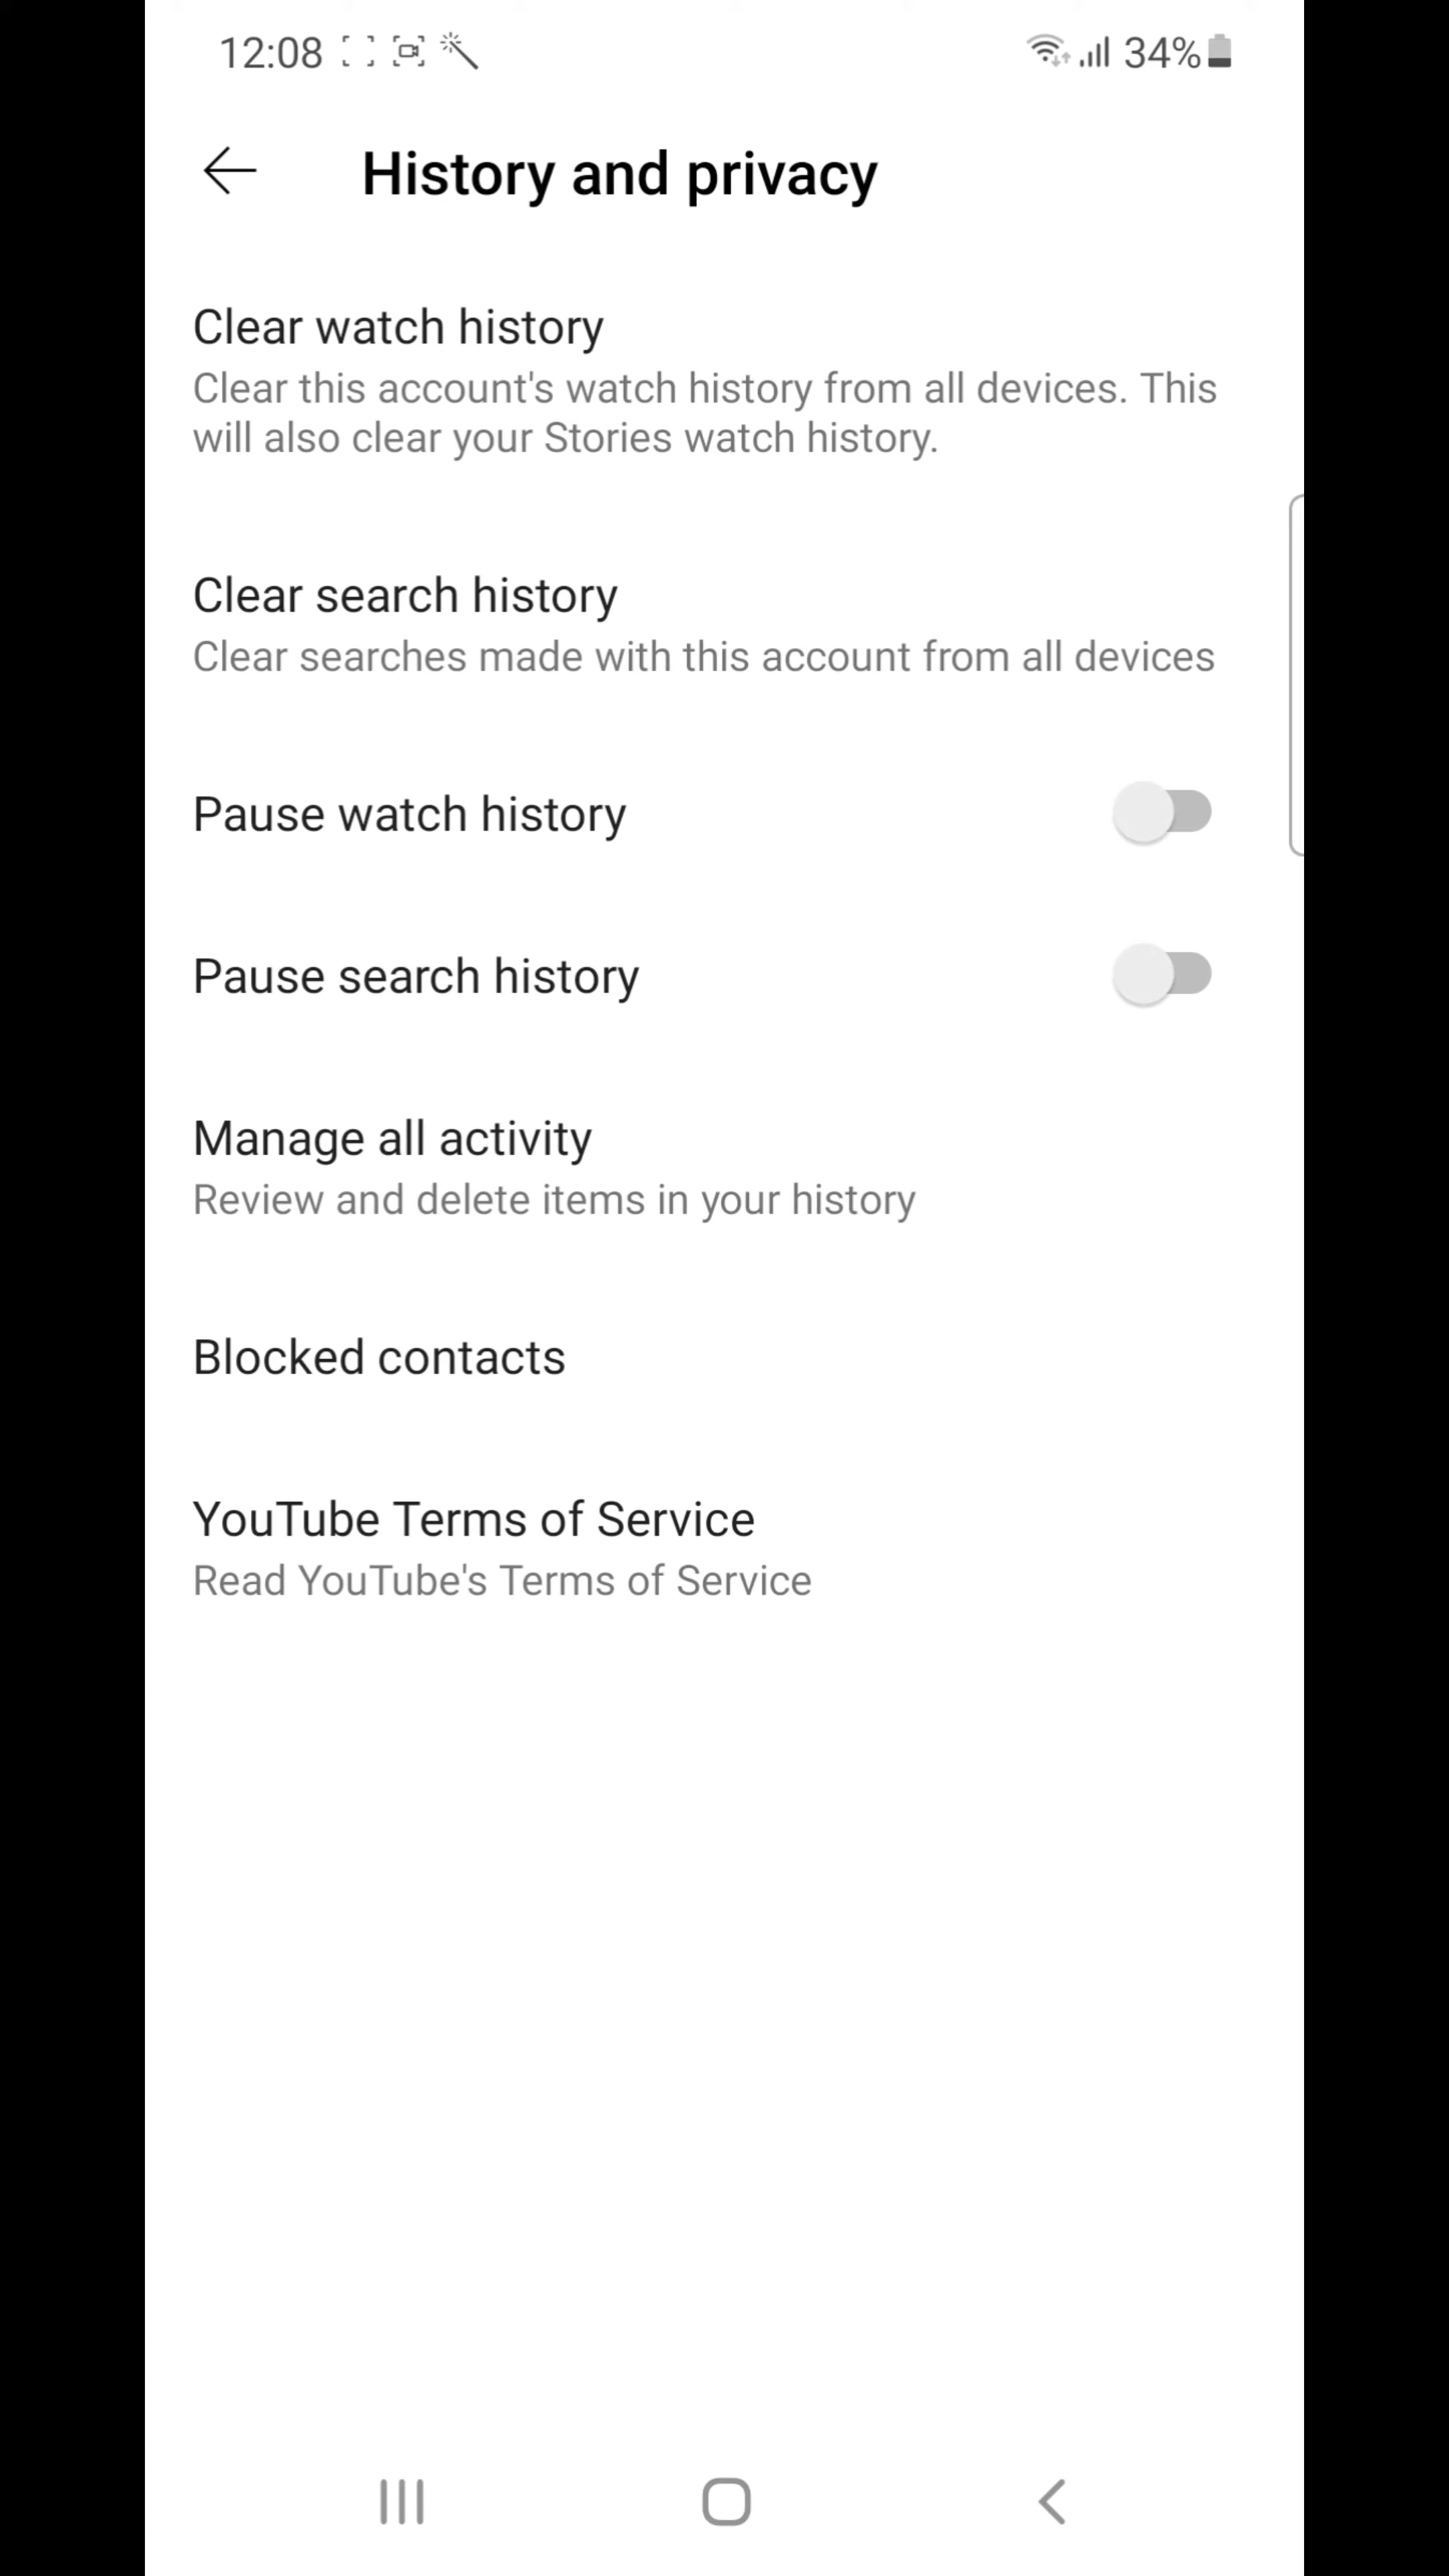 12:08
34%
History and privacy
Clear watch history
Clear this account's watch history from all devices. This
will also clear your Stories watch history.
Clear search history
Clear searches made with this account from all devices
Pause watch history
Pause search history
Manage all activity
Review and delete items in your history
Blocked contacts
YouTube Terms of Service
Read YouTube's Terms of Service